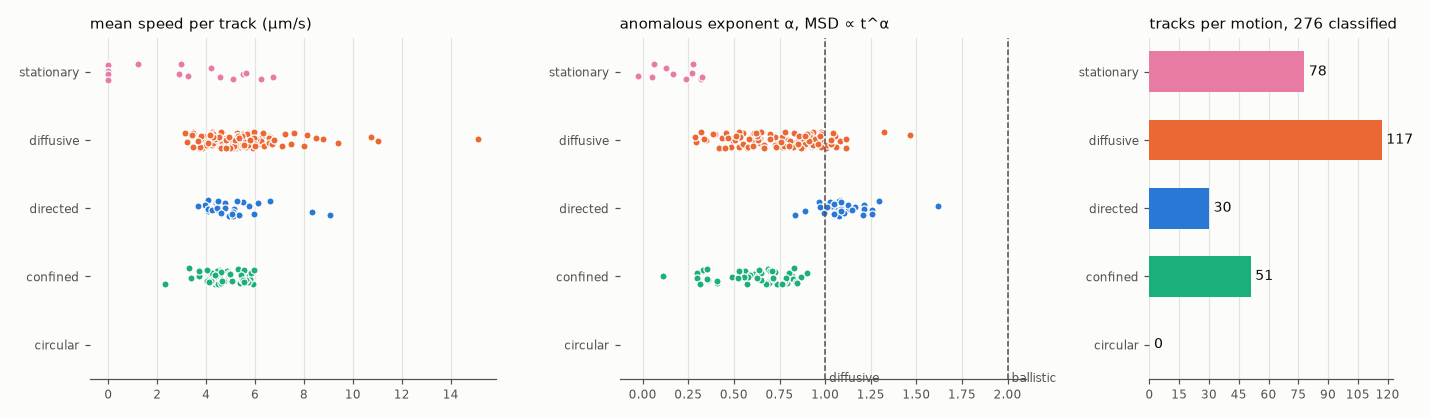 mean speed per track (µm/s)
stationary
diffusive
directed
confined
circular
0 2 4 6 8 10 12 14
anomalous exponent α, MSD ∝ t^α
stationary
diffusive
directed
confined
circular
diffusive
ballistic
0.00 0.25 0.50 0.75 1.00 1.25 1.50 1.75 2.00
tracks per motion, 276 classified
stationary
diffusive
directed
confined
circular
78
117
30
51
0
0 15 30 45 60 75 90 105 120